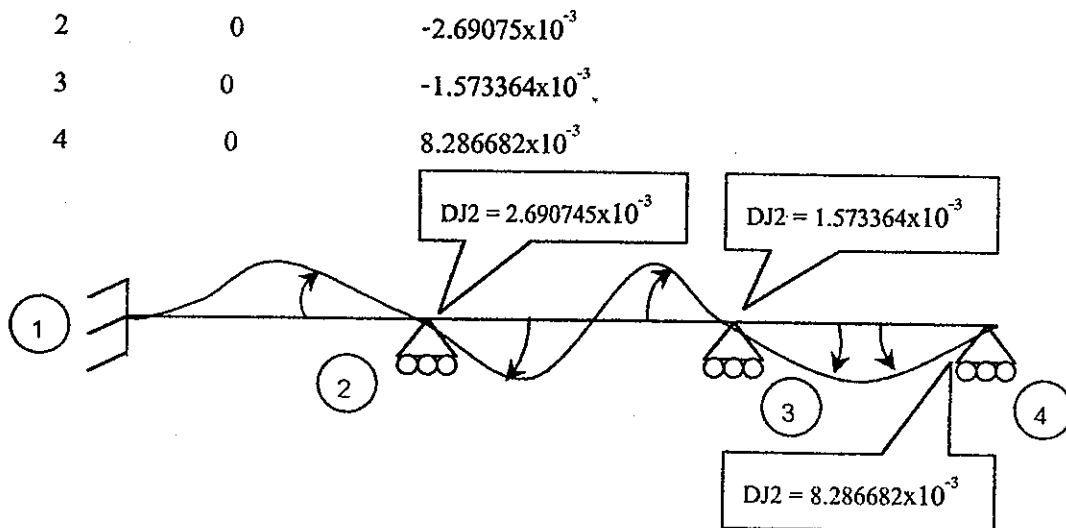 2 0 -2.69075x10⁻³
3 0 -1.573364x10⁻³
4 0 8.286682x10⁻³
DJ2 = 2.690745x10⁻³
DJ2 = 1.573364x10⁻³
1
2
3
4
DJ2 = 8.286682x10⁻³